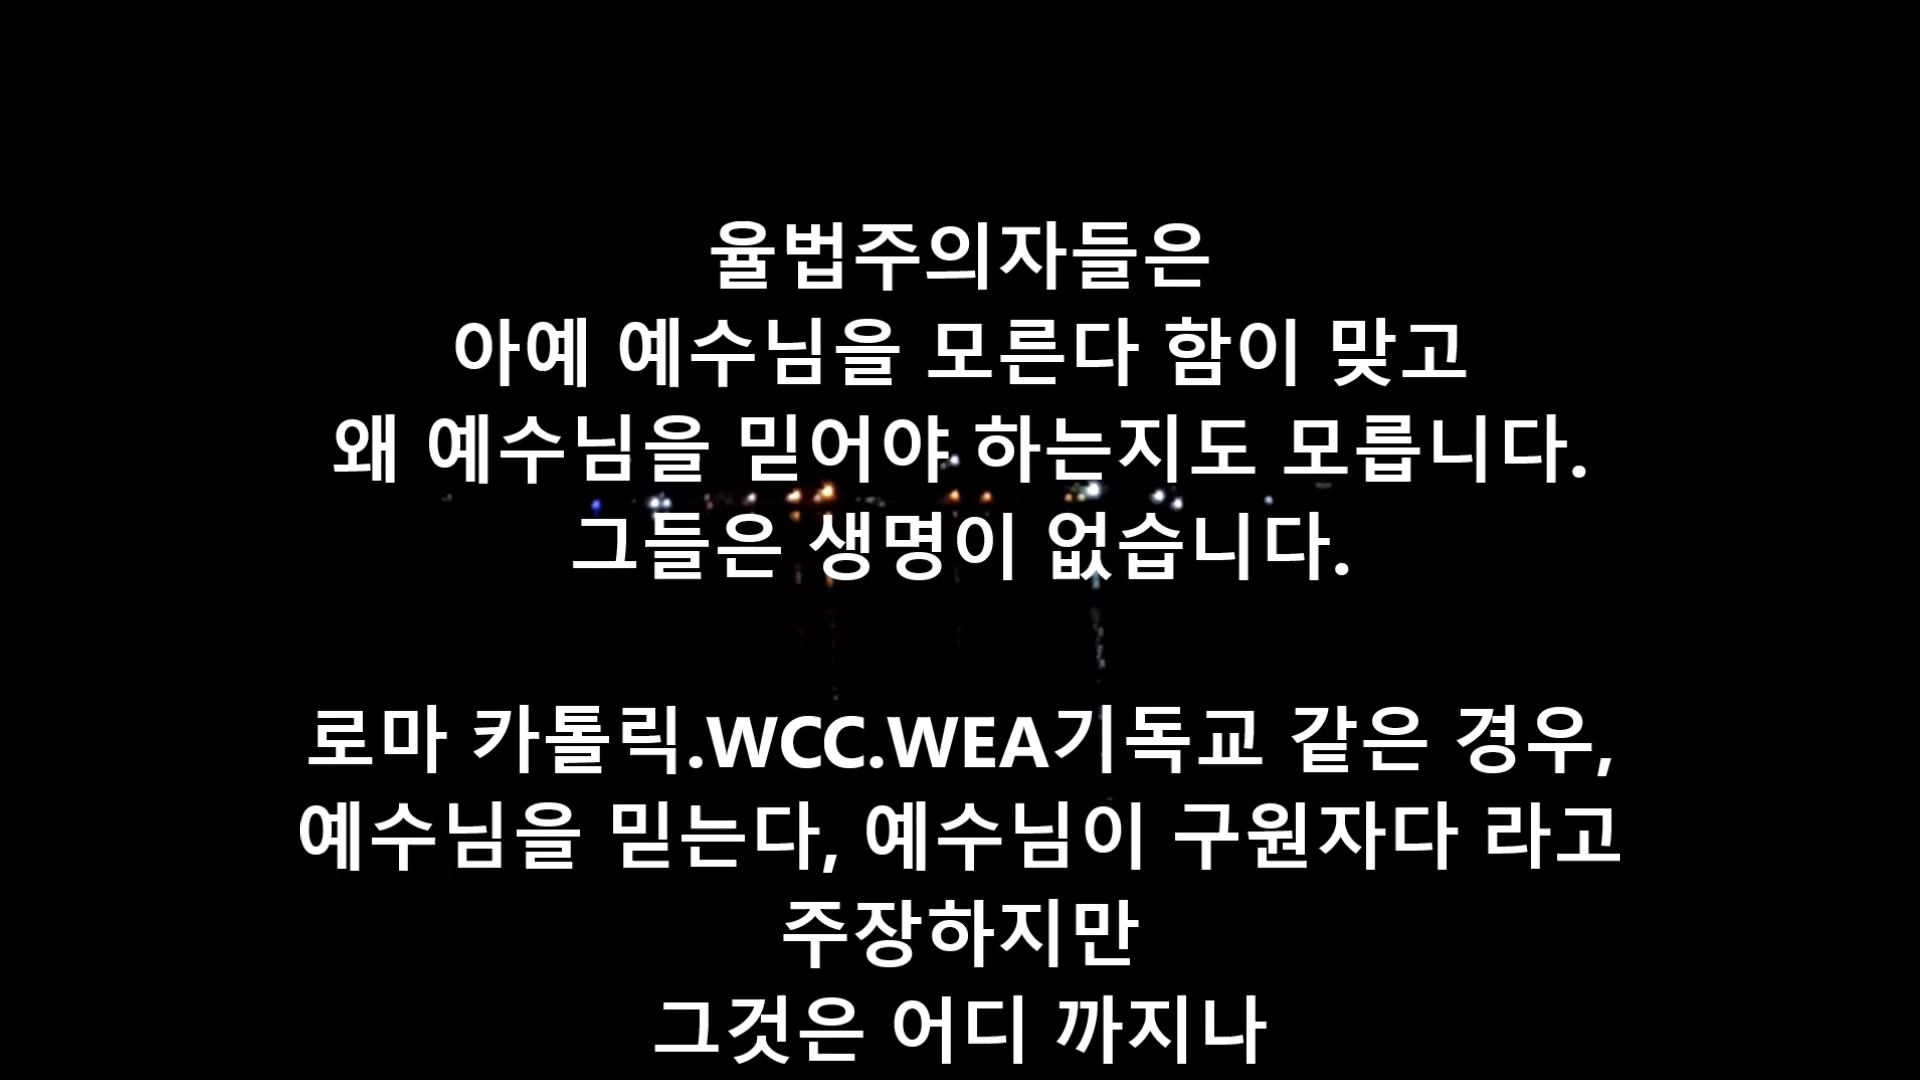 율법주의자들은
아예 예수님을 모른다 함이 맞고
왜 예수님을 믿어야 하는지도 모릅니다.
그들은 생명이 없습니다.
로마 카톨릭.WCC.WEA기독교 같은 경우,
예수님을 믿는다, 예수님이 구원자다 라고
주장하지만
그것은 어디 까지나